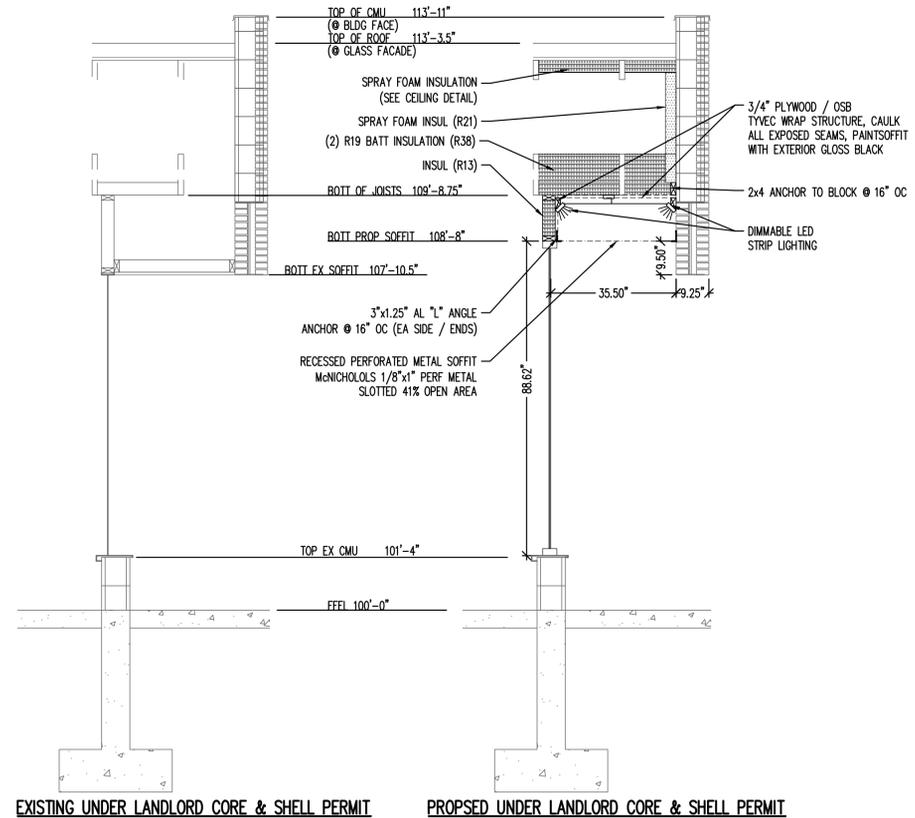 TOP OF CMU 113'-11"
(@ BLDG FACE)
TOP OF ROOF 113'-3.5"
(@ GLASS FACADE)
SPRAY FOAM INSULATION
(SEE CEILING DETAIL)
SPRAY FOAM INSUL (R21)
(2) R19 BATT INSULATION (R38)
INSUL (R13)
BOTT OF JOISTS 109'-8.75"
BOTT PROP SOFFIT 108'-8"
BOTT EX SOFFIT 107'-10.5"
3/4" PLYWOOD / OSB
TYVEC WRAP STRUCTURE, CAULK
ALL EXPOSED SEAMS, PAINTSOFFIT
WITH EXTERIOR GLOSS BLACK
2x4 ANCHOR TO BLOCK @ 16" OC
DIMMABLE LED
STRIP LIGHTING
9.50"
35.50"
9.25"
3"x1.25" AL "L" ANGLE
ANCHOR @ 16" OC (EA SIDE / ENDS)
RECESSED PERFORATED METAL SOFFIT
McNICHOLOLS 1/8"x1" PERF METAL
SLOTTED 41% OPEN AREA
88.62"
TOP EX CMU 101'-4"
FFEL 100'-0"
EXISTING UNDER LANDLORD CORE & SHELL PERMIT
PROPSED UNDER LANDLORD CORE & SHELL PERMIT